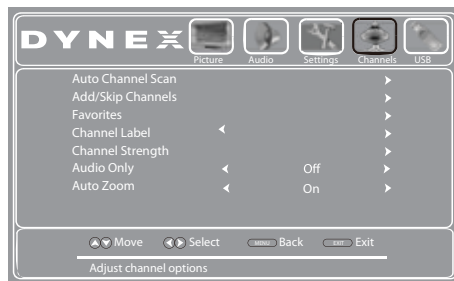 DYNEX
Picture Audio Settings Channels USB
Auto Channel Scan
Add/Skip Channels
Favorites
Channel Label
Channel Strength
Audio Only Off
Auto Zoom On
Move Select MENU Back EXIT Exit
Adjust channel options